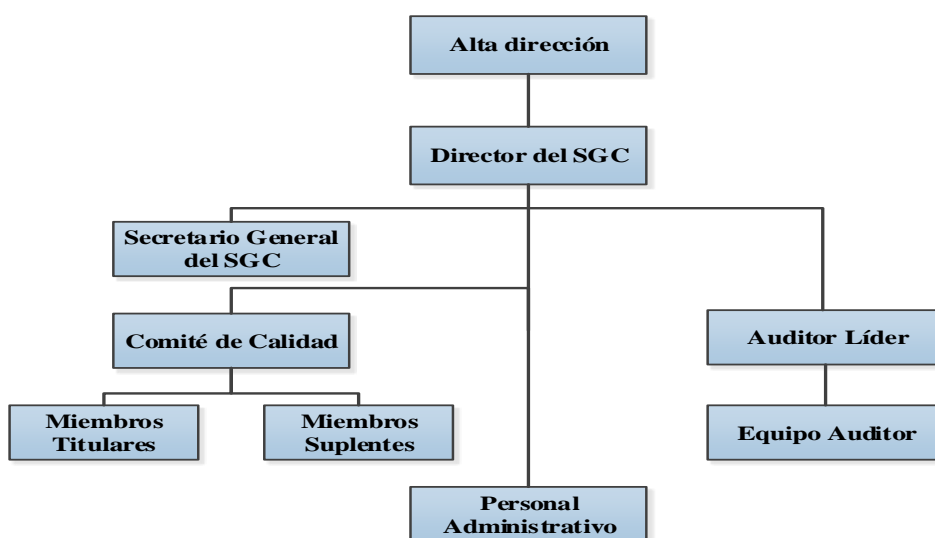 Alta dirección
Director del SGC
Secretario General
del SGC
Comité de Calidad
Auditor Líder
Miembros
Titulares
Miembros
Suplentes
Equipo Auditor
Personal
Administrativo